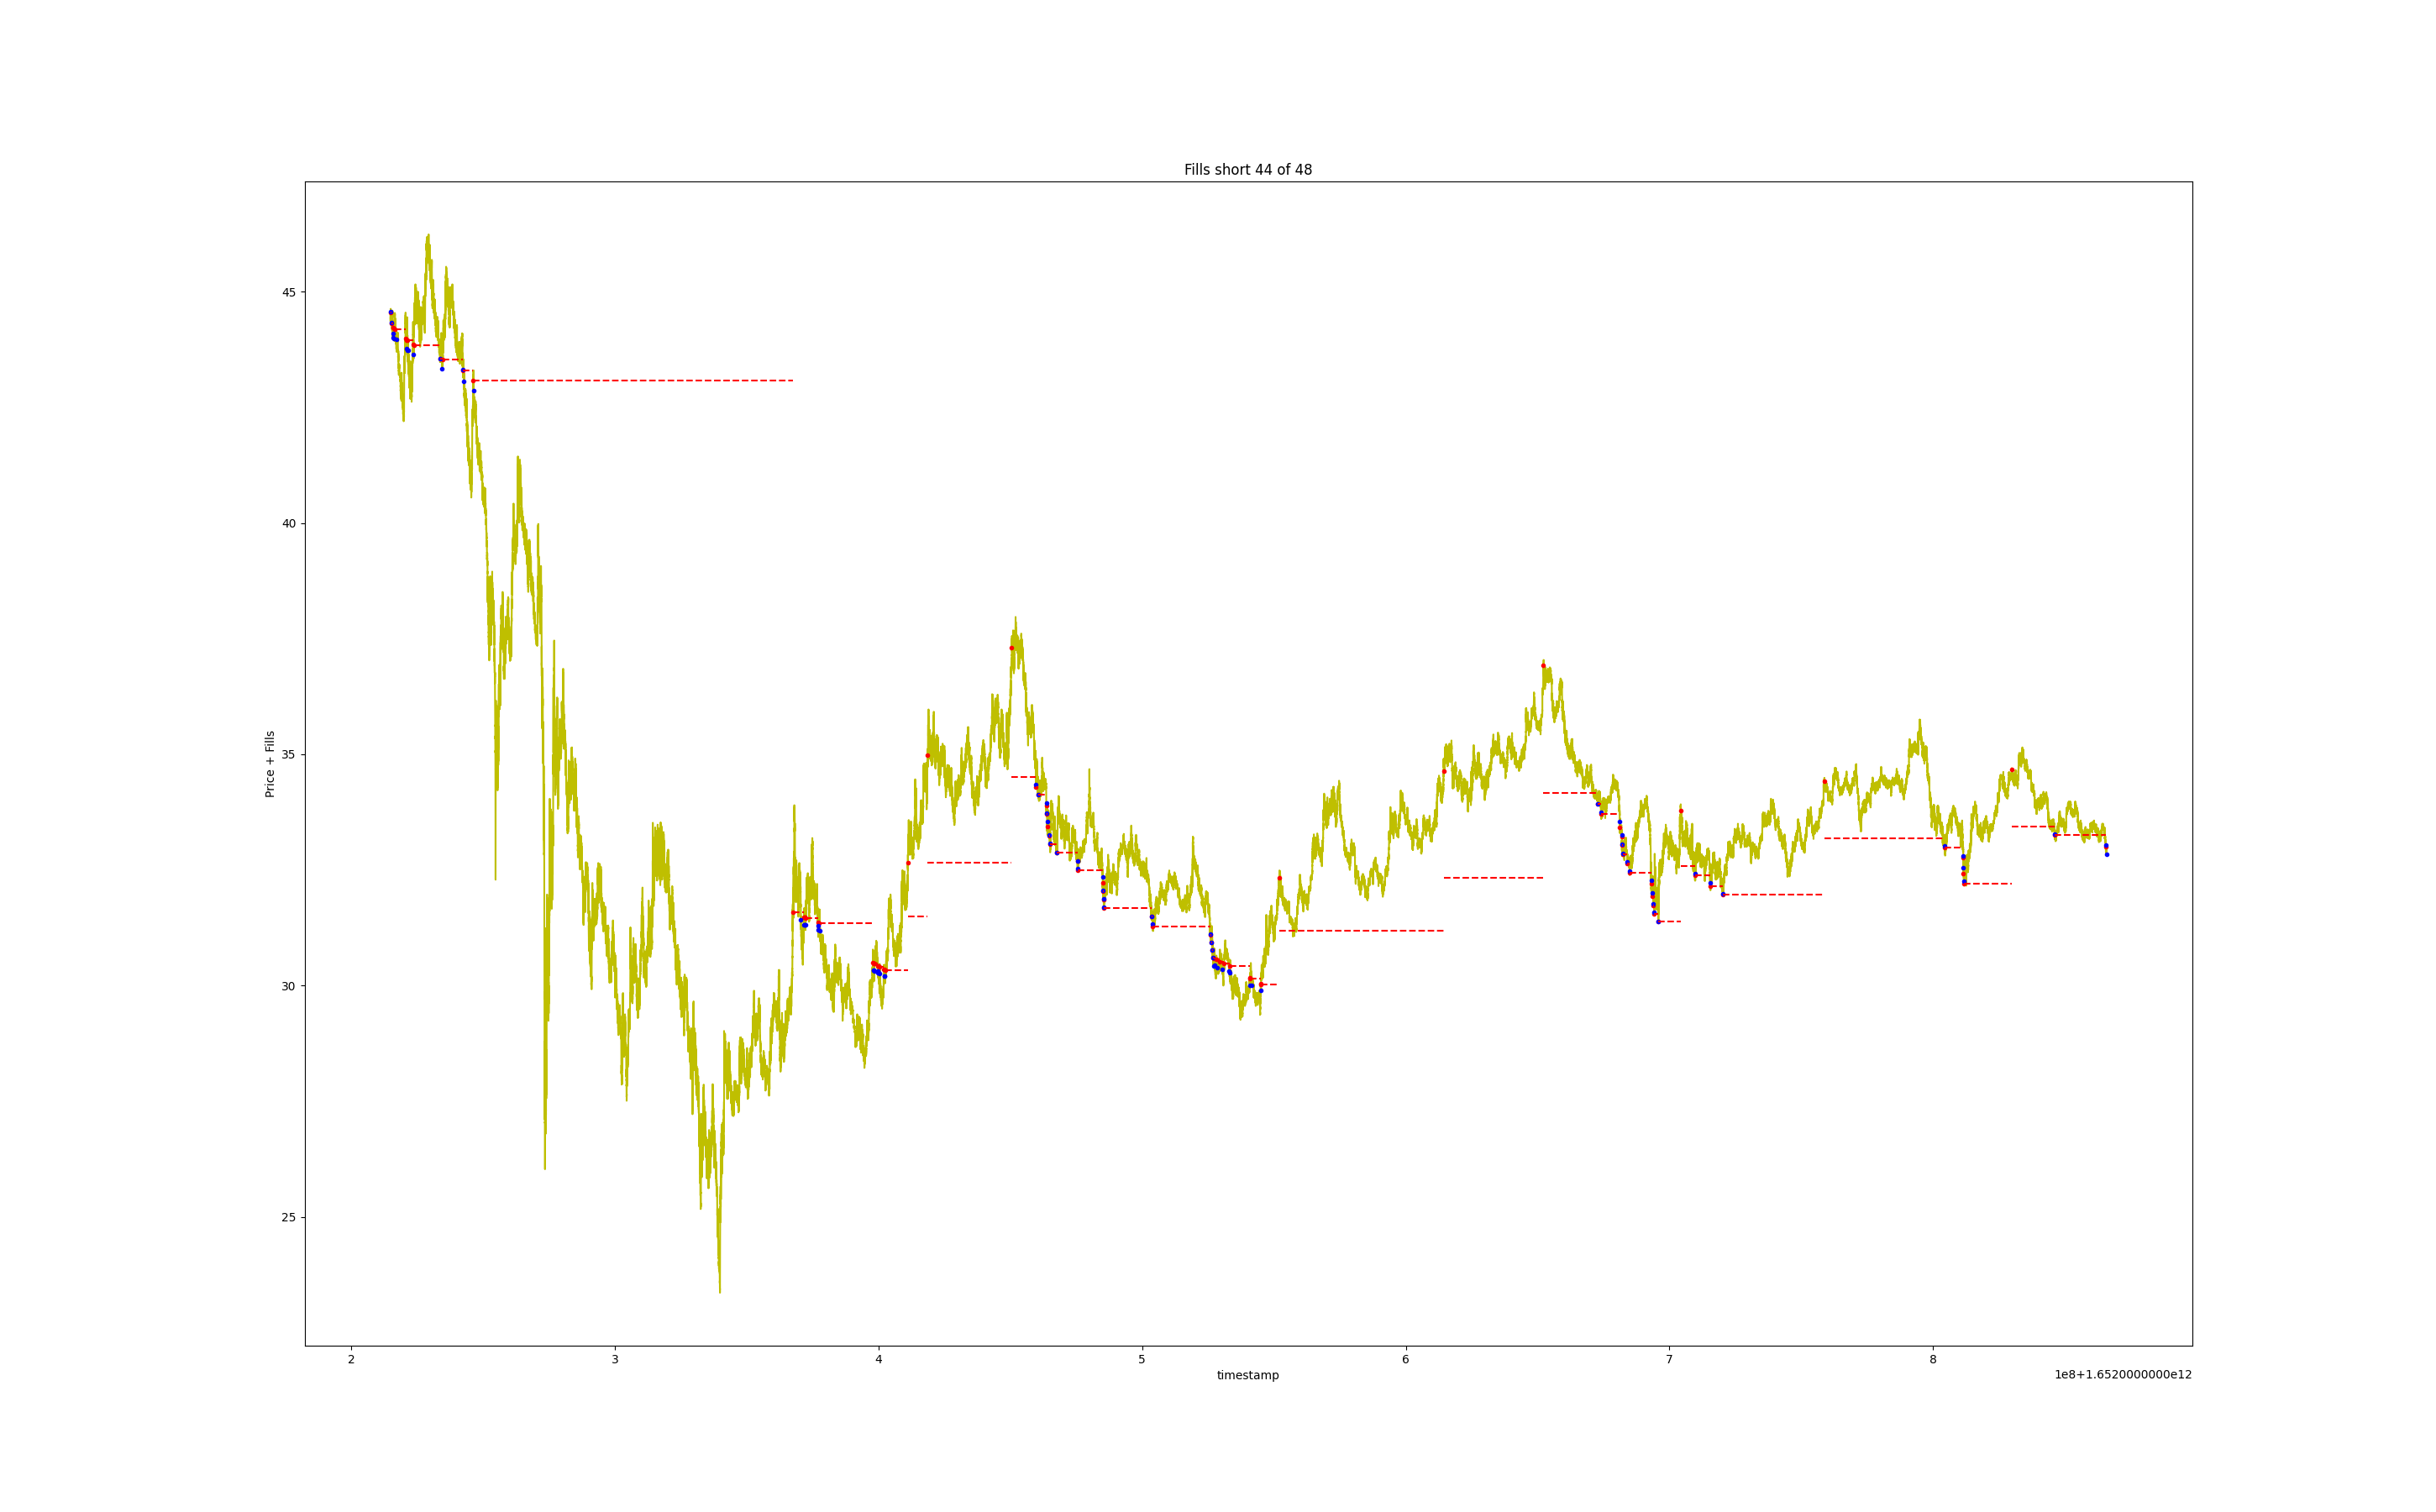 Fills short 44 of 48
Price + Fills
45
40
35
30
25
2 3 4 5 6 7 8
timestamp
1e8+1.6520000000e12